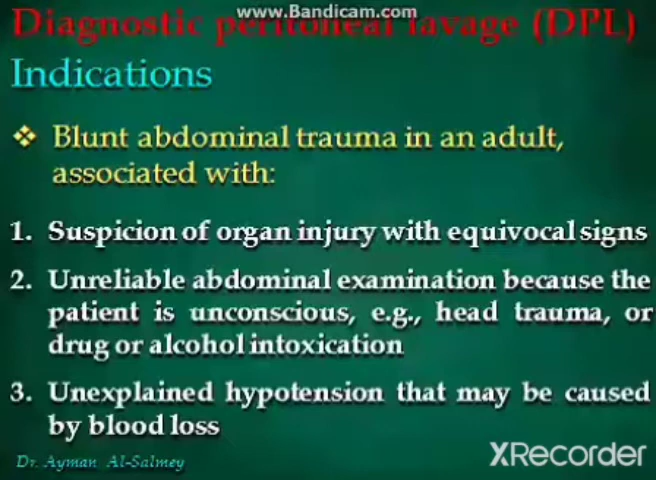 www.Bandicam.com
Diagnostic peritoneal lavage (DPL)
Indications
❖ Blunt abdominal trauma in an adult,
associated with:
1. Suspicion of organ injury with equivocal signs
2. Unreliable abdominal examination because the
patient is unconscious, e.g., head trauma, or
drug or alcohol intoxication
3. Unexplained hypotension that may be caused
by blood loss
Dr. Ayman Al-Salmey
XRecorder